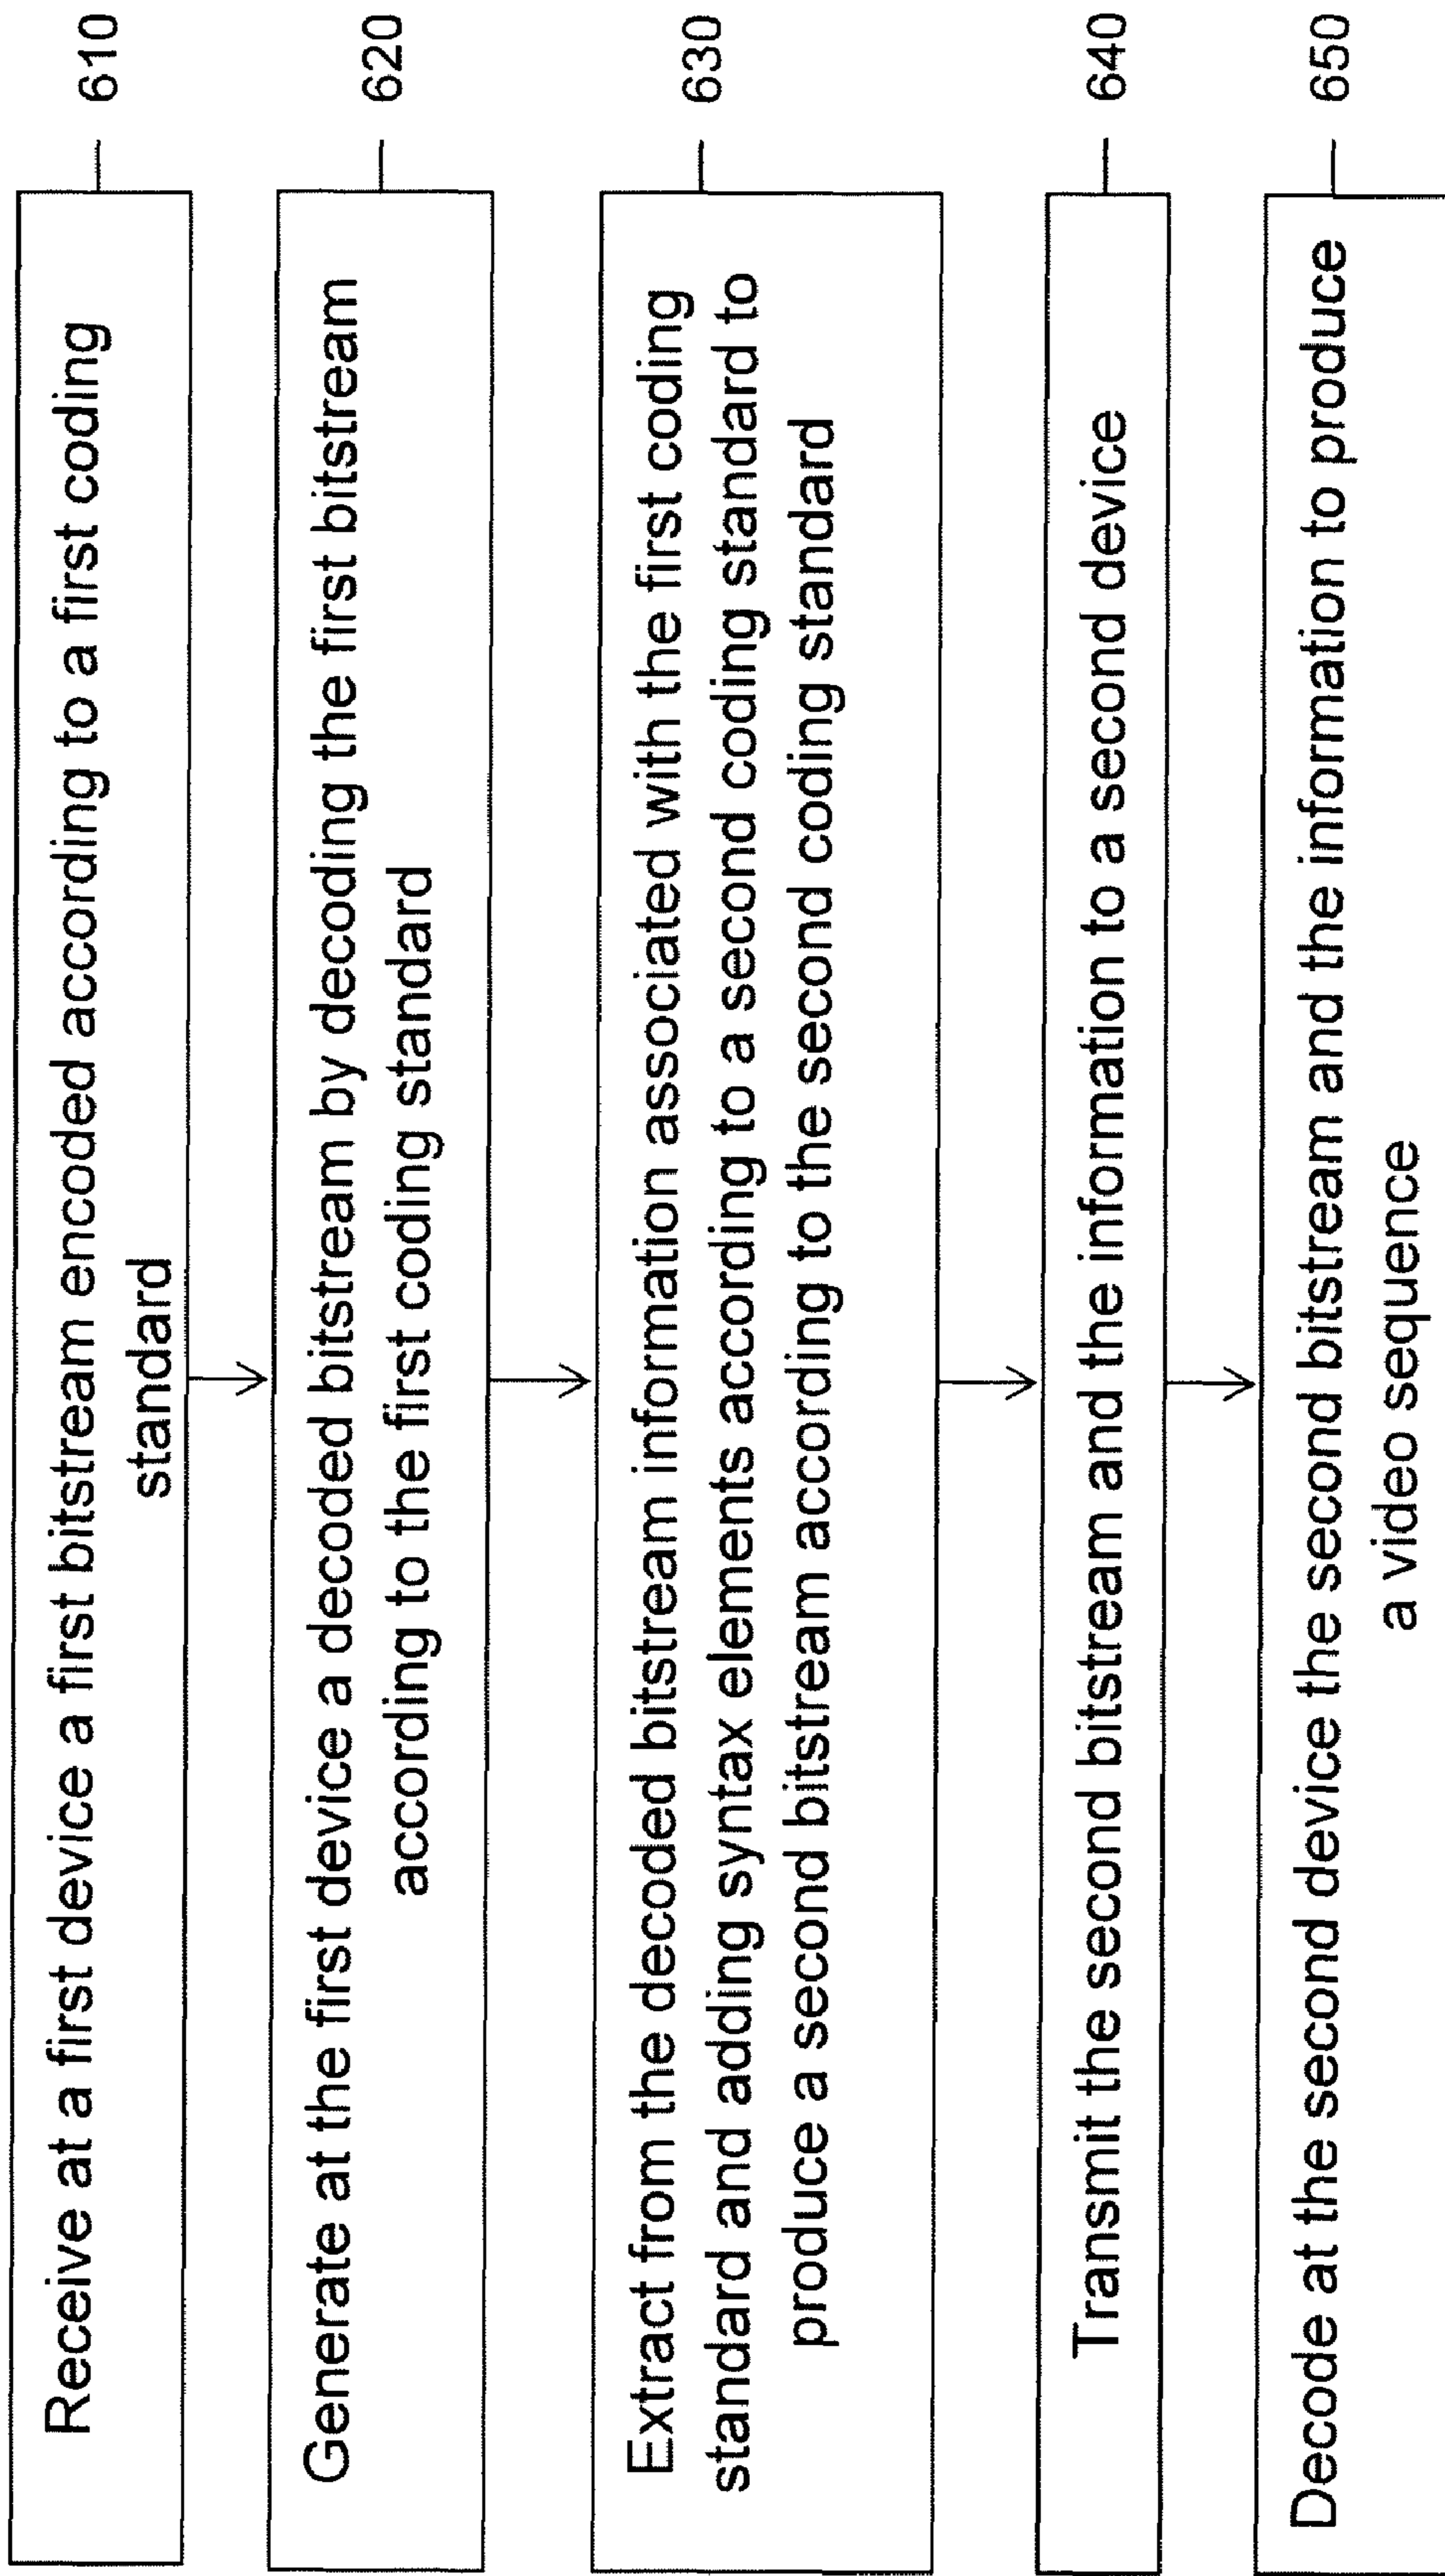 Receive at a first device a first bitstream encoded according to a first coding
standard
610
Generate at the first device a decoded bitstream by decoding the first bitstream
according to the first coding standard
620
Extract from the decoded bitstream information associated with the first coding
standard and adding syntax elements according to a second coding standard to
produce a second bitstream according to the second coding standard
630
Transmit the second bitstream and the information to a second device
640
Decode at the second device the second bitstream and the information to produce
a video sequence
650